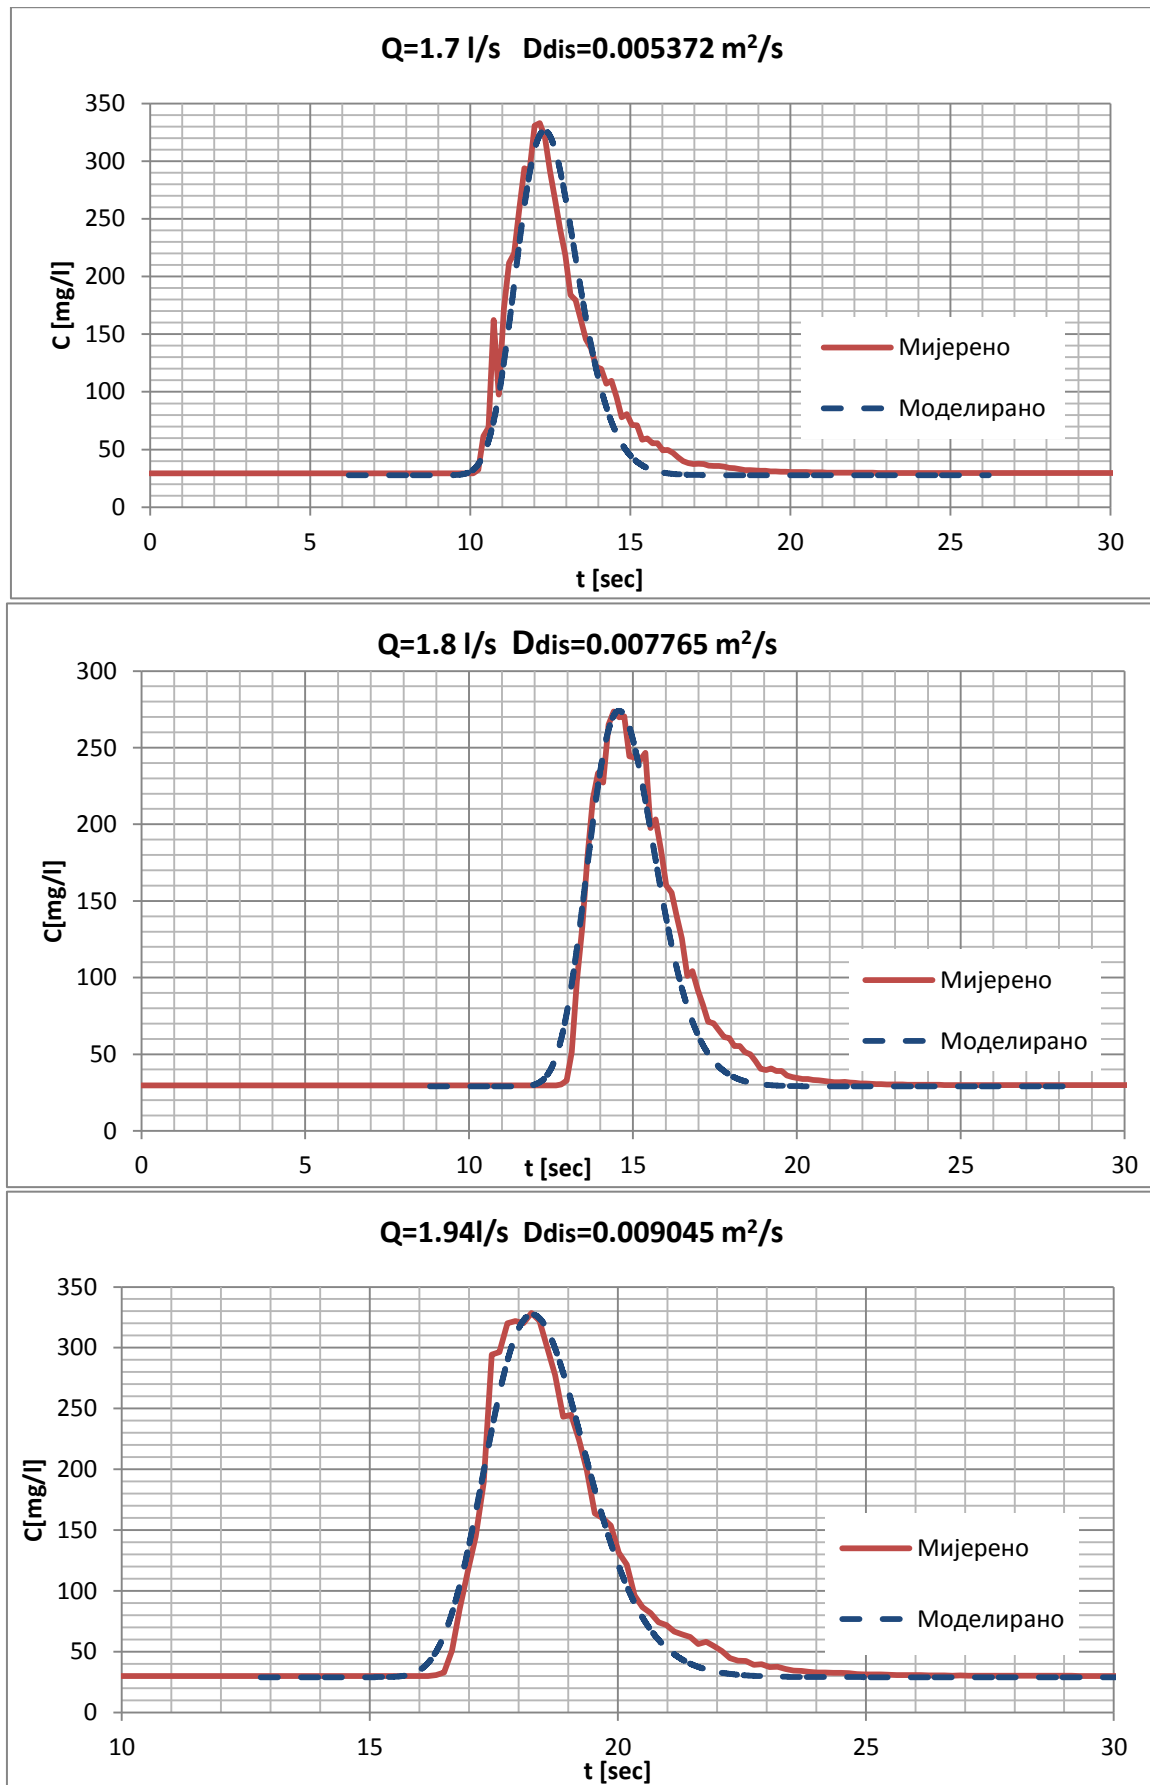 Q=1.7 l/s Ddis=0.005372 m²/s
350
300
250
200
150
100
50
0
C [mg/l]
Мијерено
Моделирано
0 5 10 15 20 25 30
t [sec]
Q=1.8 l/s Ddis=0.007765 m²/s
300
250
200
150
100
50
0
C[mg/l]
Мијерено
Моделирано
0 5 10 15 20 25 30
t [sec]
Q=1.94l/s Ddis=0.009045 m²/s
350
300
250
200
150
100
50
0
C[mg/l]
Мијерено
Моделирано
10 15 20 25 30
t [sec]